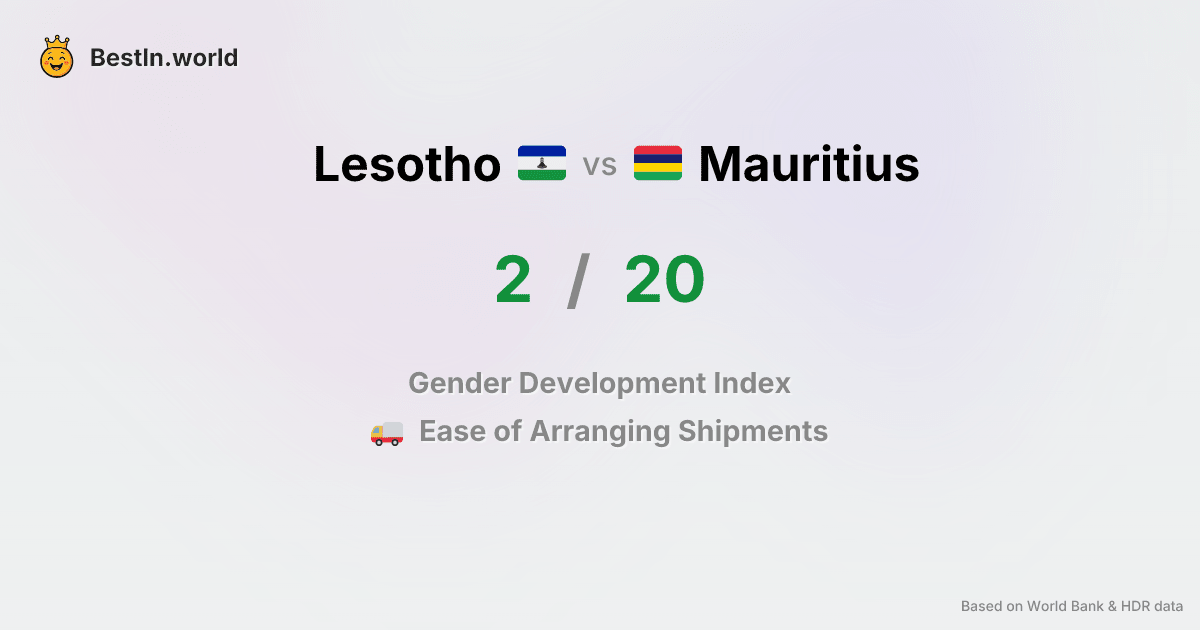 BestIn.world
Lesotho vs Mauritius
2 / 20
Gender Development Index
Ease of Arranging Shipments
Based on World Bank & HDR data